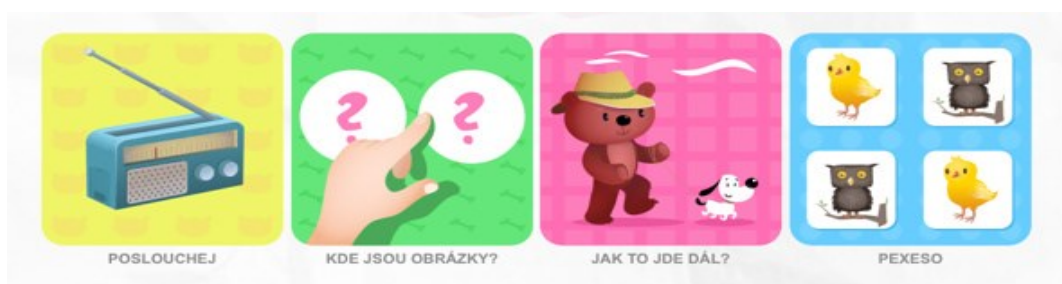 ? ?
POSLOUCHEJ
KDE JSOU OBRÁZKY?
JAK TO JDE DÁL?
PEXESO